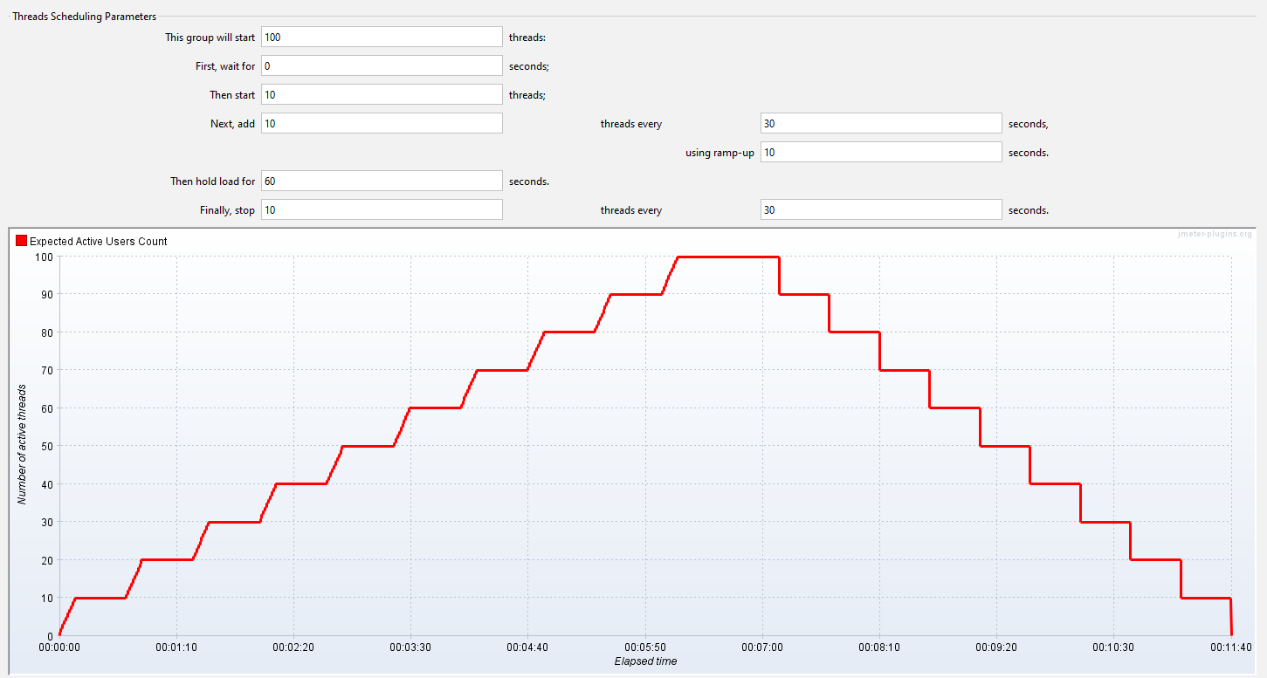 Threads Scheduling Parameters
This group will start 100 threads:
First, wait for 0 seconds;
Then start 10 threads;
Next, add 10 threads every 30 seconds,
using ramp-up 10 seconds.
Then hold load for 60 seconds.
Finally, stop 10 threads every 30 seconds.
jmeter-plugins.org
Expected Active Users Count
100
90
80
70
60
50
40
30
20
10
0
Number of active threads
00:00:00 00:01:10 00:02:20 00:03:30 00:04:40 00:05:50 00:07:00 00:08:10 00:09:20 00:10:30 00:11:40
Elapsed time